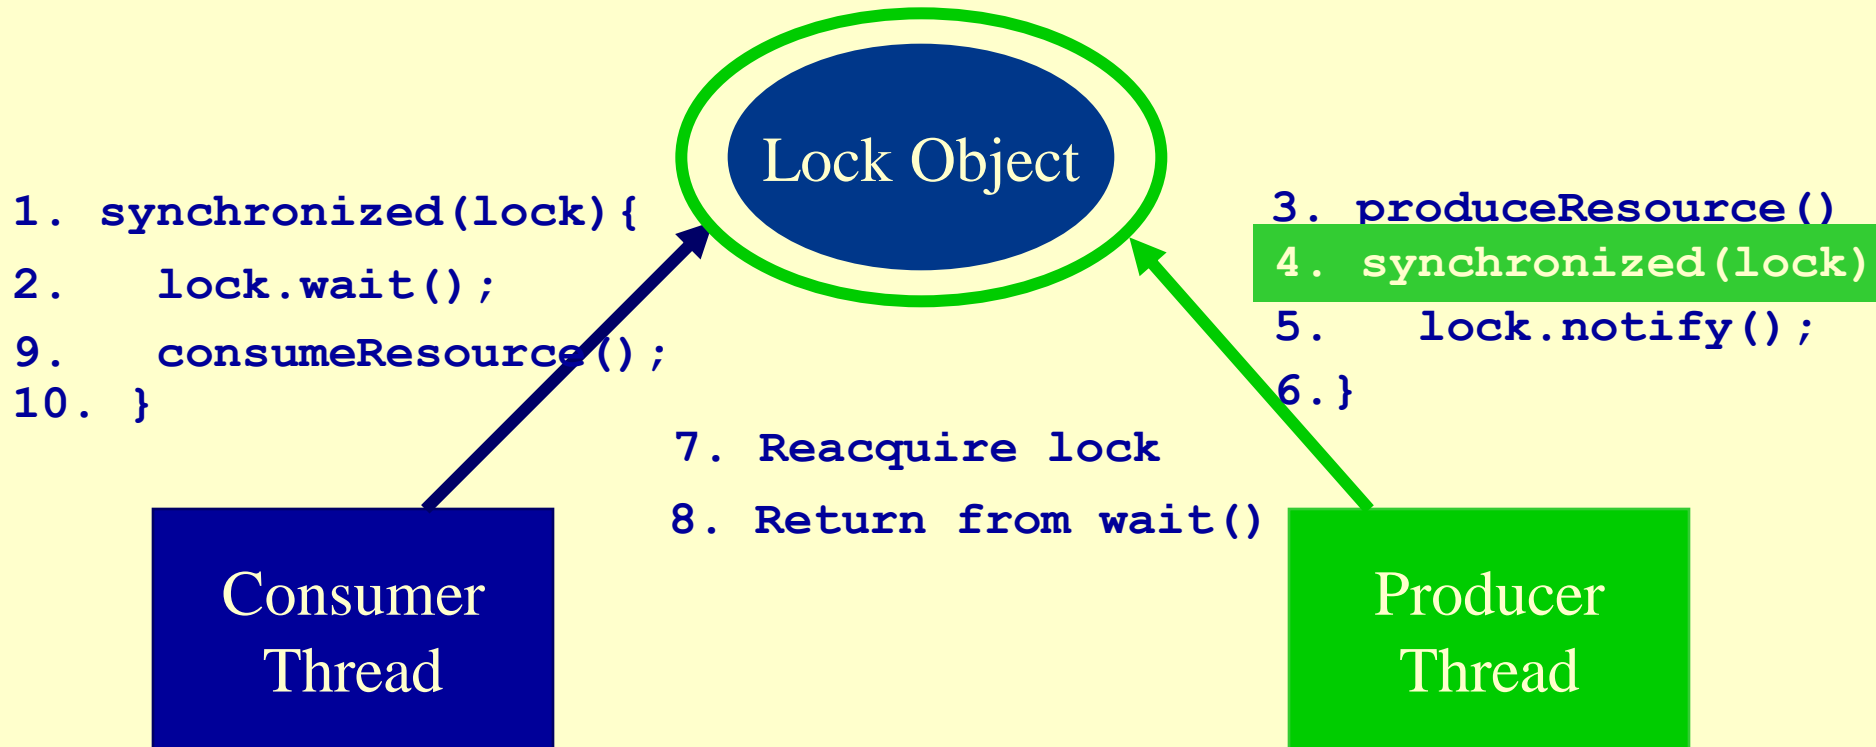 Lock Object
1. synchronized(lock){
2. lock.wait();
9. consumeResource();
10. }
3. produceResource()
4. synchronized(lock)
5. lock.notify();
6.}
7. Reacquire lock
8. Return from wait()
Consumer
Thread
Producer
Thread